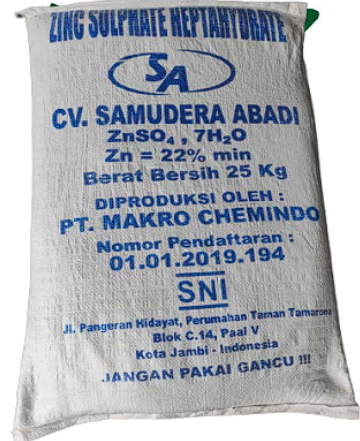 ZINC SULPHATE HEPTAHYDRATE
SA
CV. SAMUDERA ABADI
ZnSO₄ , 7H₂O
Zn = 22% min
Berat Bersih 25 Kg
DIPRODUKSI OLEH :
PT. MAKRO CHEMINDO
Nomor Pendaftaran :
01.01.2019.194
SNI
Jl. Pangeran Hidayat, Perumahan Taman Tamarona
Blok C.14, Paal V
Kota Jambi - Indonesia
JANGAN PAKAI GANCU !!!